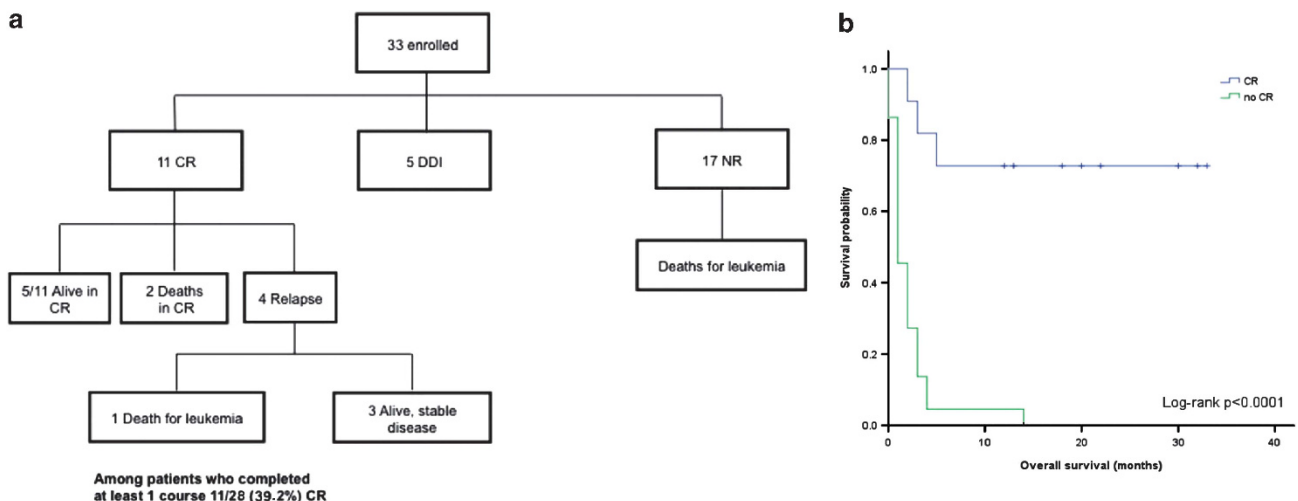 a
33 enrolled
11 CR
5 DDI
17 NR
5/11 Alive in
CR
2 Deaths
in CR
4 Relapse
Deaths for leukemia
1 Death for leukemia
3 Alive, stable
disease
Among patients who completed
at least 1 course 11/28 (39.2%) CR
b
1.0
0.8
0.6
0.4
0.2
0.0
Survival probability
CR
no CR
Log-rank p<0.0001
0 10 20 30 40
Overall survival (months)